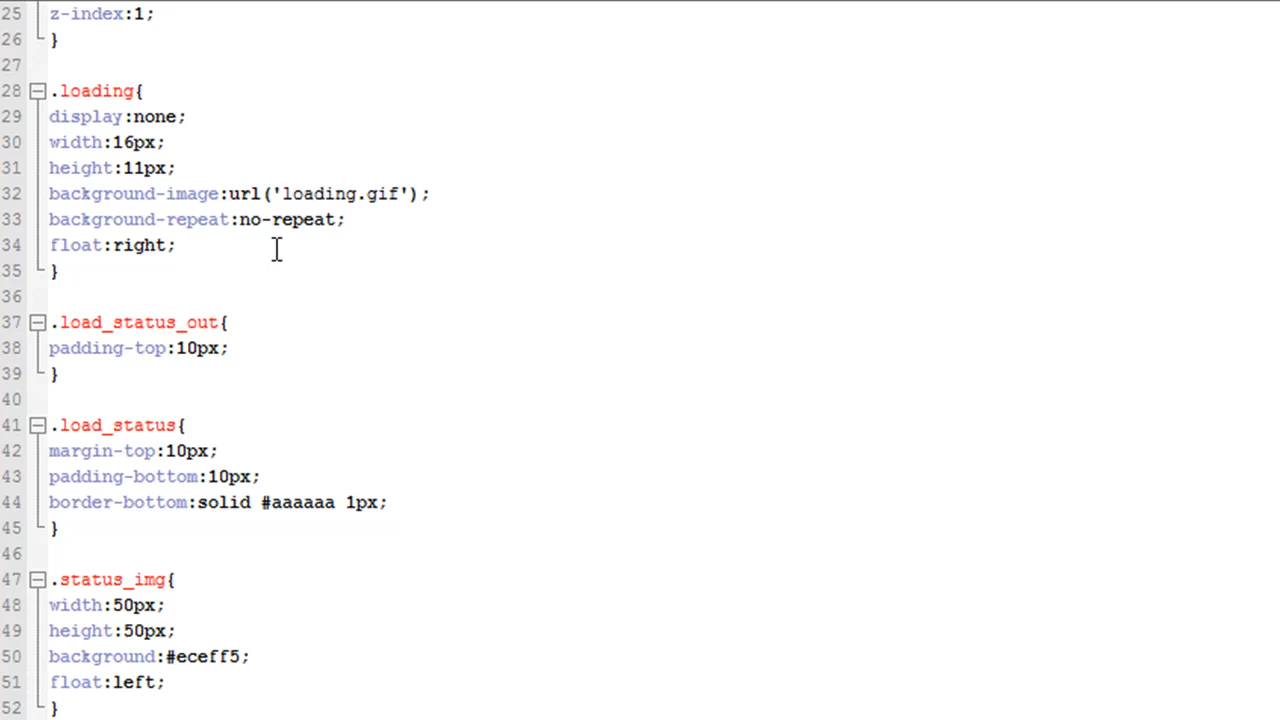 25 z-index:1;
26 }
27
28 .loading{
29 display:none;
30 width:16px;
31 height:11px;
32 background-image:url('loading.gif');
33 background-repeat:no-repeat;
34 float:right;
35 }
36
37 .load_status_out{
38 padding-top:10px;
39 }
40
41 .load_status{
42 margin-top:10px;
43 padding-bottom:10px;
44 border-bottom:solid #aaaaaa 1px;
45 }
46
47 .status_img{
48 width:50px;
49 height:50px;
50 background:#eceff5;
51 float:left;
52 }